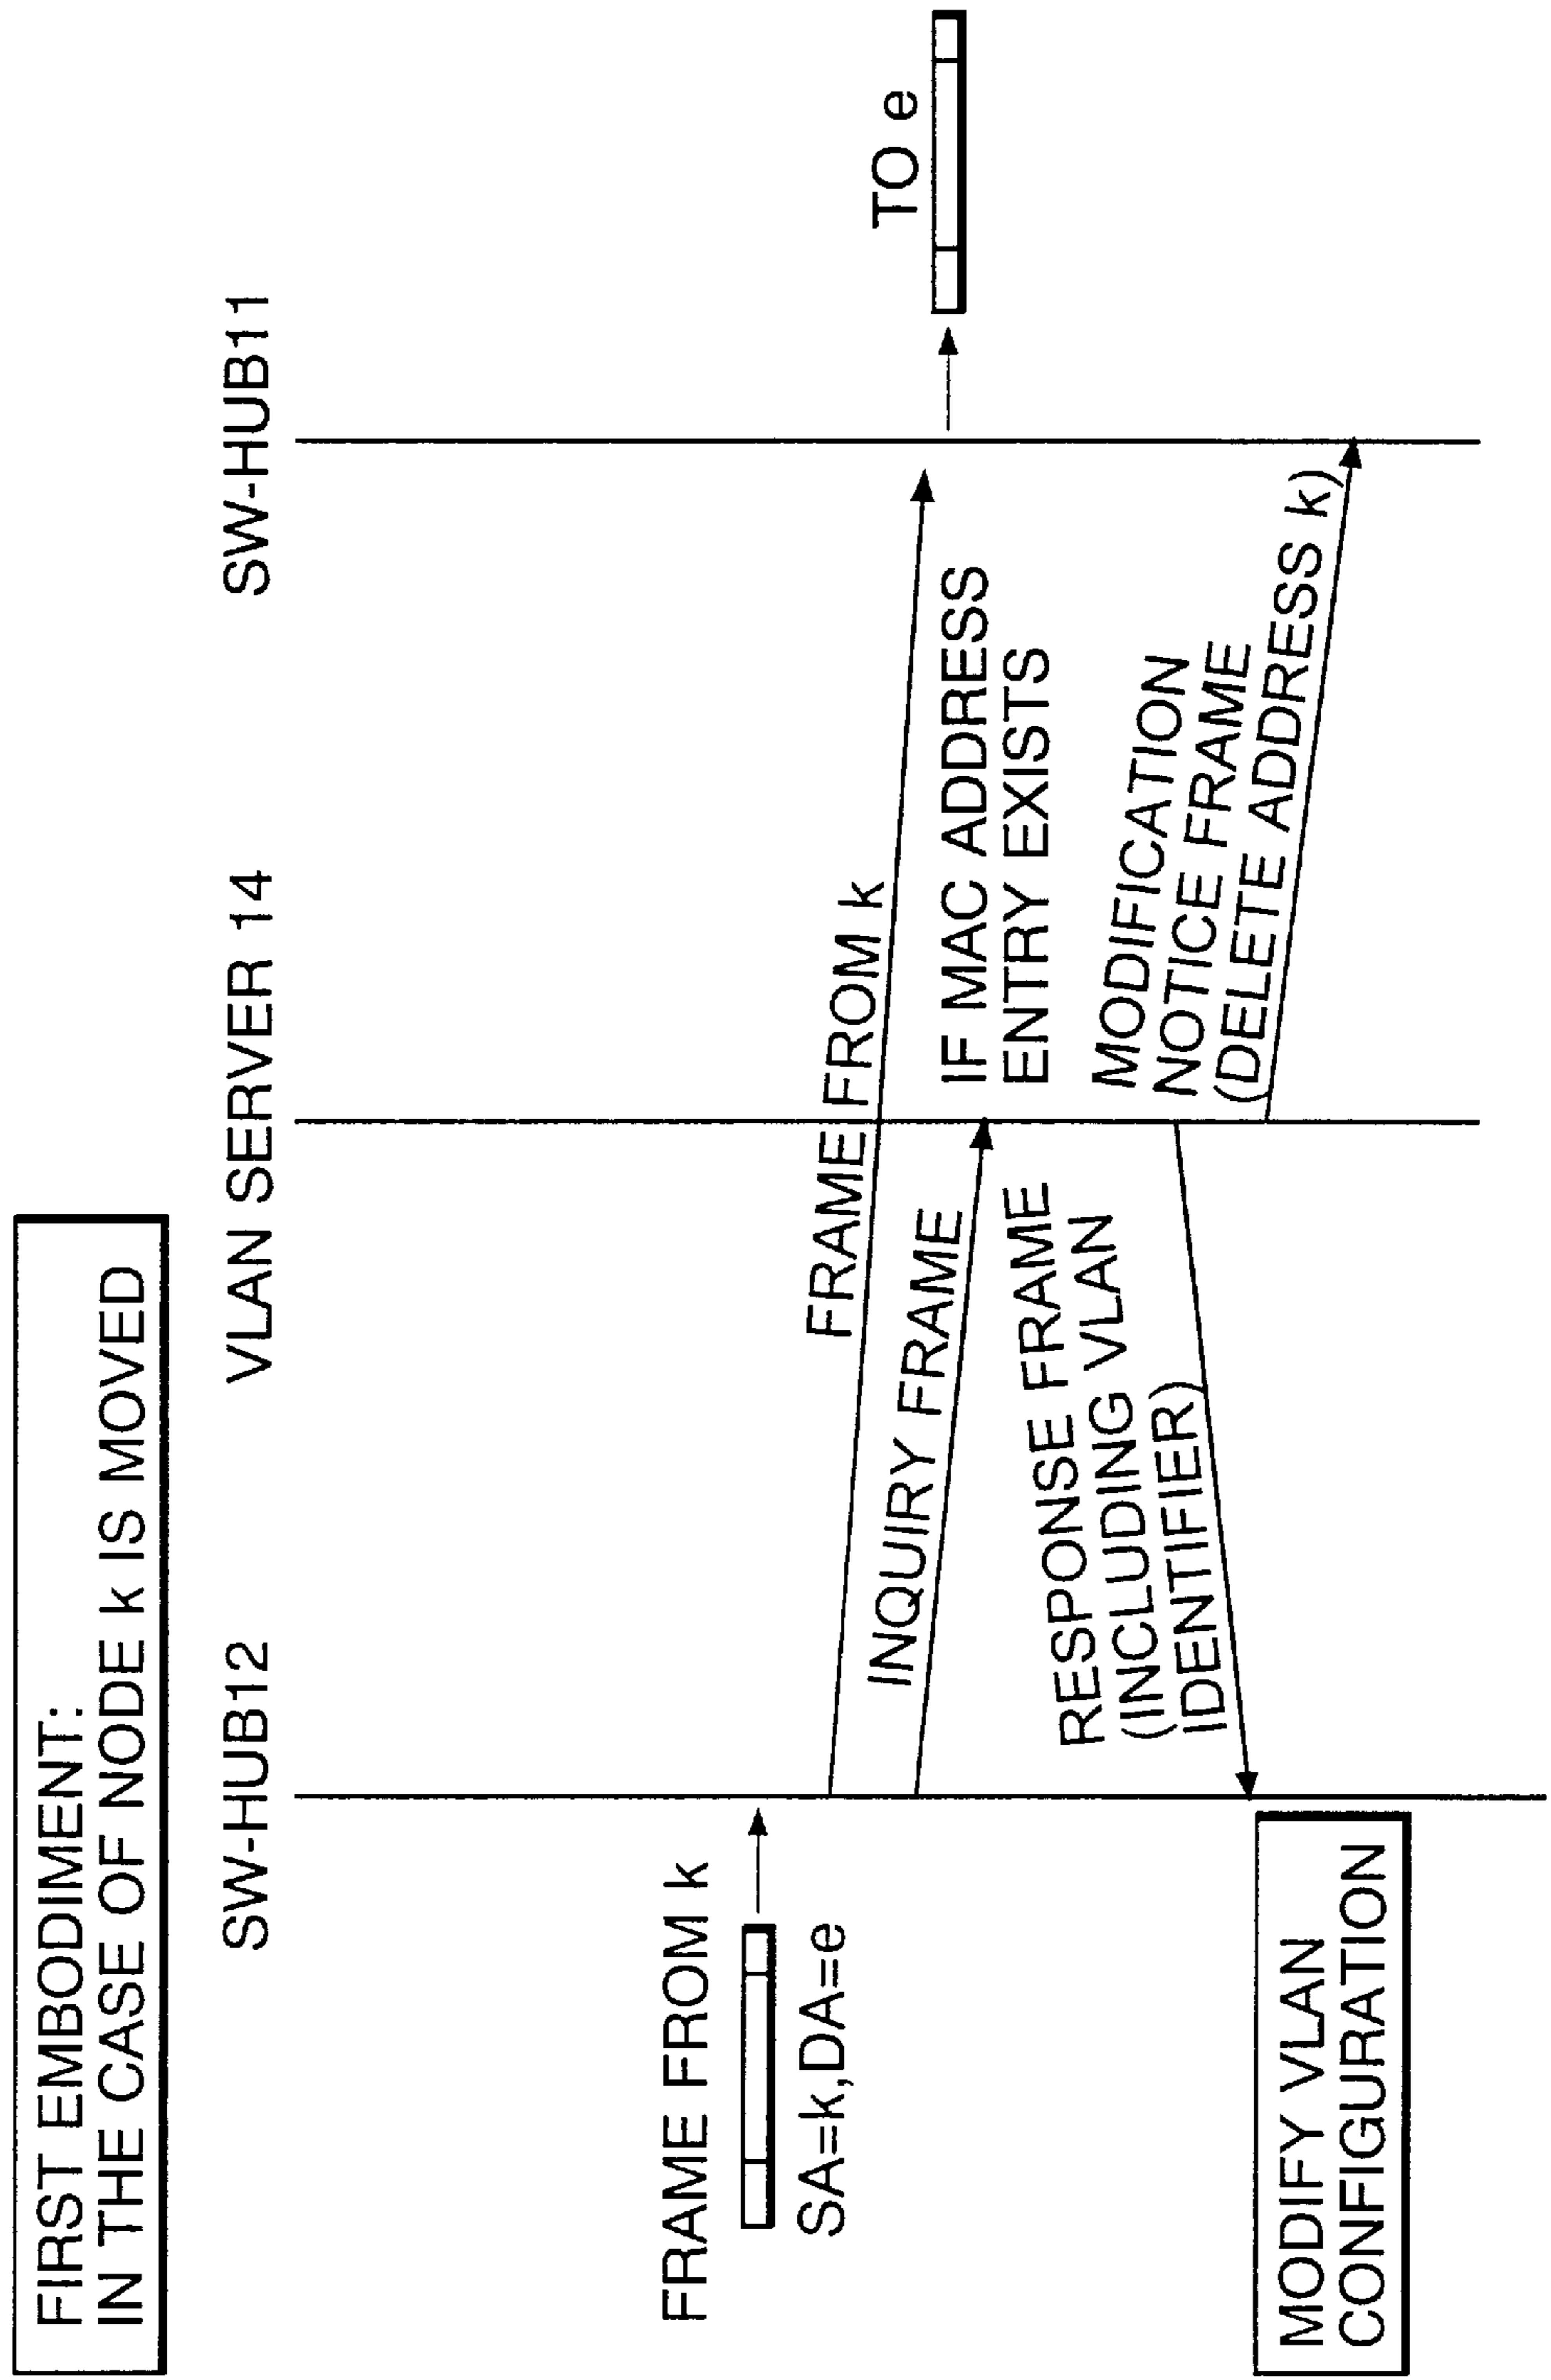 FIRST EMBODIMENT:
IN THE CASE OF NODE k IS MOVED
SW-HUB12
VLAN SERVER 14
SW-HUB11
FRAME FROM k
SA=k,DA=e
FRAME FROM k
TO e
INQUIRY FRAME
IF MAC ADDRESS
ENTRY EXISTS
RESPONSE FRAME
(INCLUDING VLAN
IDENTIFIER)
MODIFICATION
NOTICE FRAME
(DELETE ADDRESS k)
MODIFY VLAN
CONFIGURATION